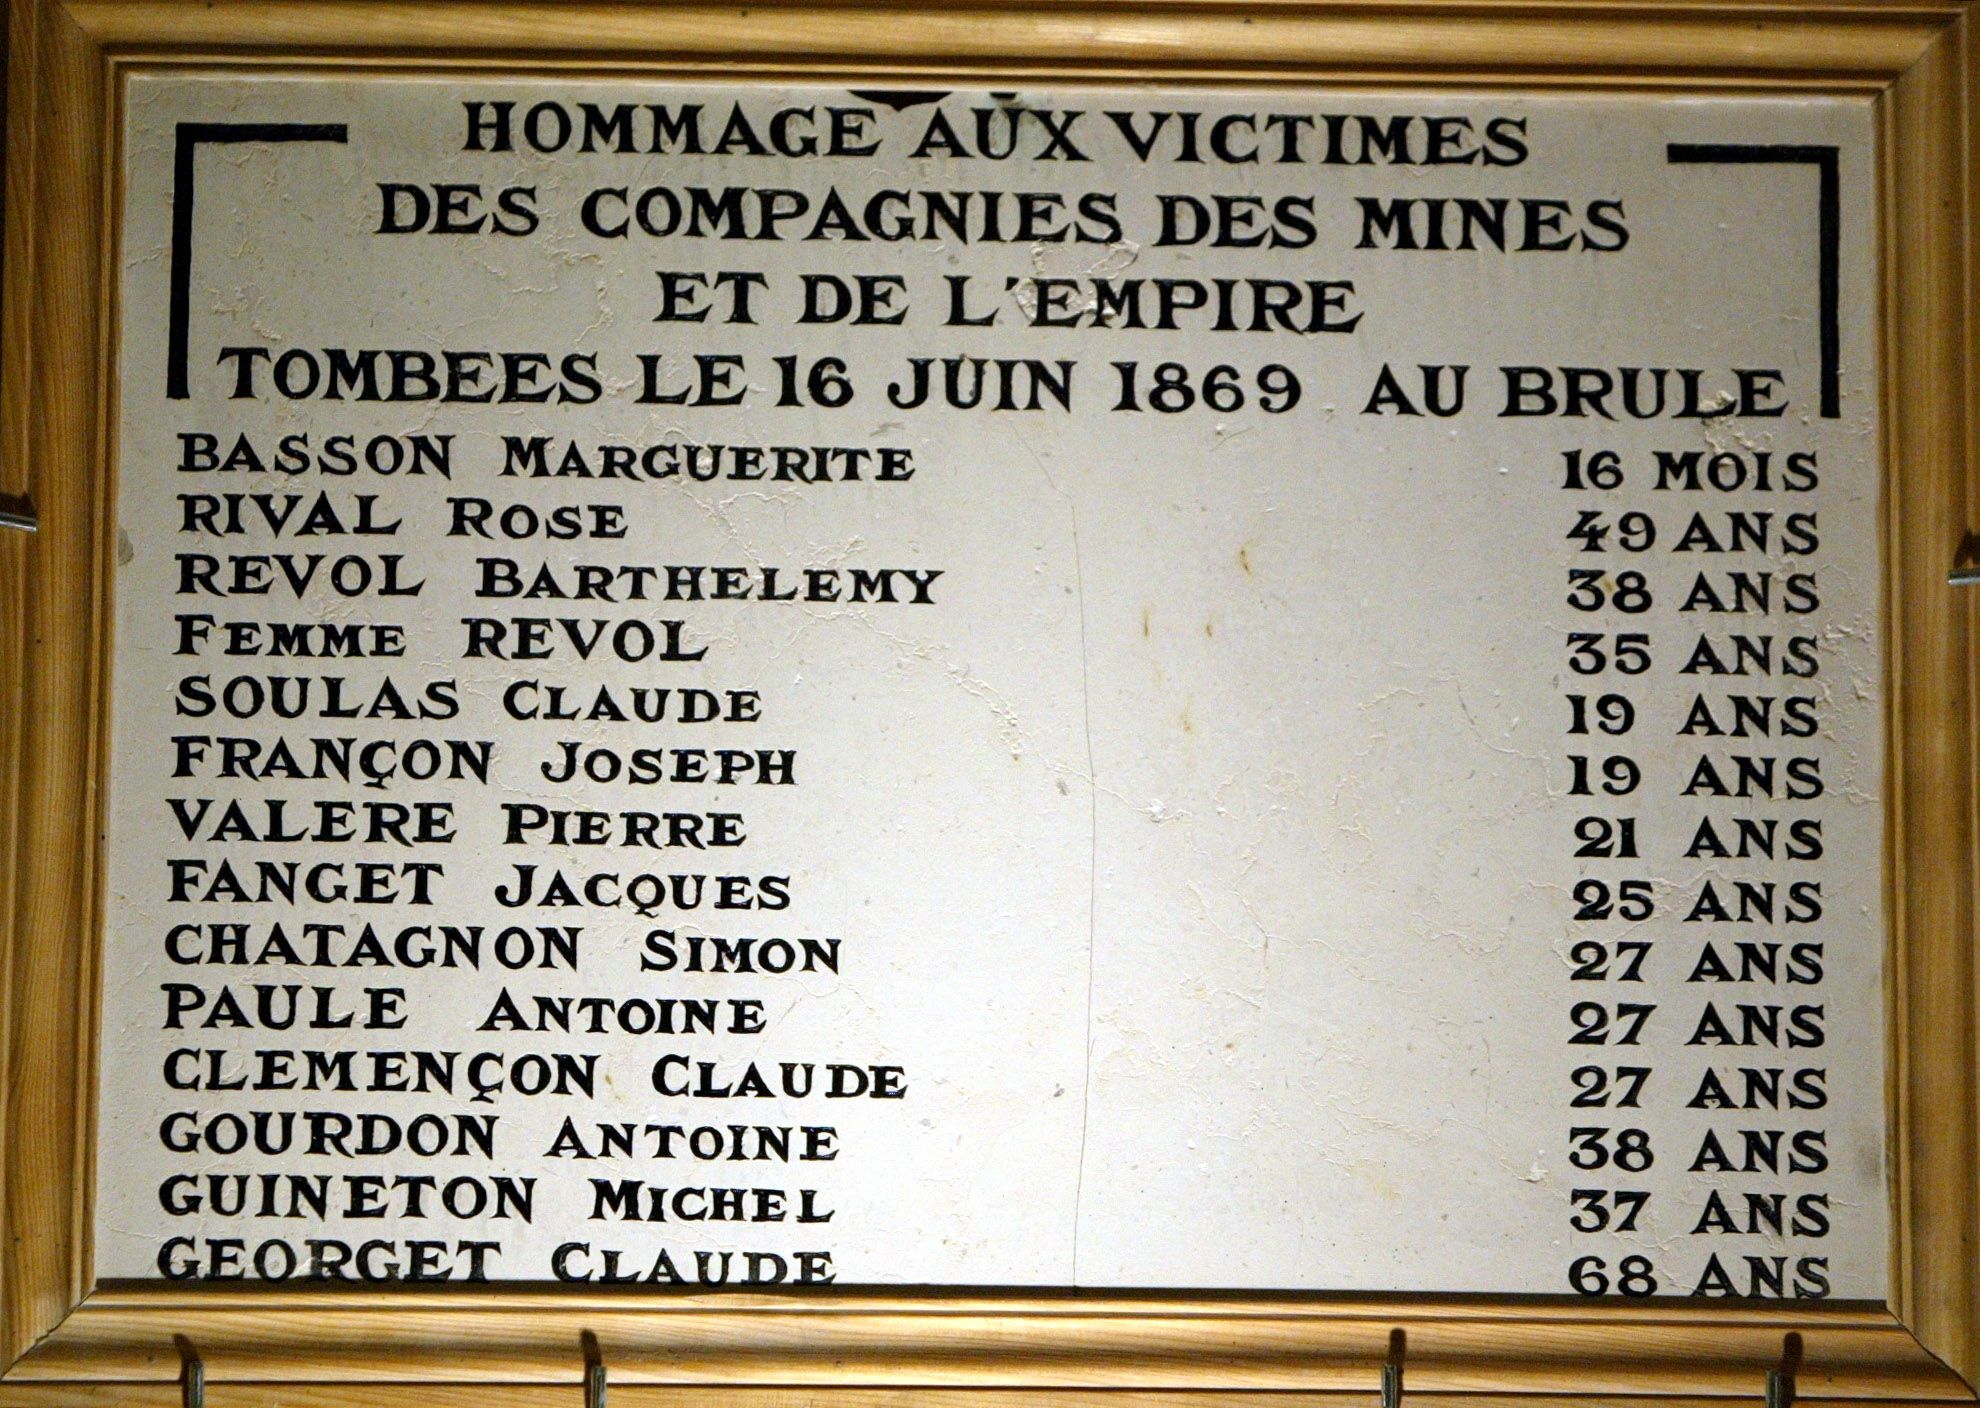 HOMMAGE AUX VICTIMES
DES COMPAGNIES DES MINES
ET DE L'EMPIRE
TOMBEES LE 16 JUIN 1869 AU BRULE
BASSON MARGUERITE 16 MOIS
RIVAL ROSE 49 ANS
REVOL BARTHELEMY 38 ANS
FEMME REVOL 35 ANS
SOULAS CLAUDE 19 ANS
FRANÇON JOSEPH 19 ANS
VALERE PIERRE 21 ANS
FANGET JACQUES 25 ANS
CHATAGNON SIMON 27 ANS
PAULE ANTOINE 27 ANS
CLEMENÇON CLAUDE 27 ANS
GOURDON ANTOINE 38 ANS
GUINETON MICHEL 37 ANS
GEORGET CLAUDE 68 ANS